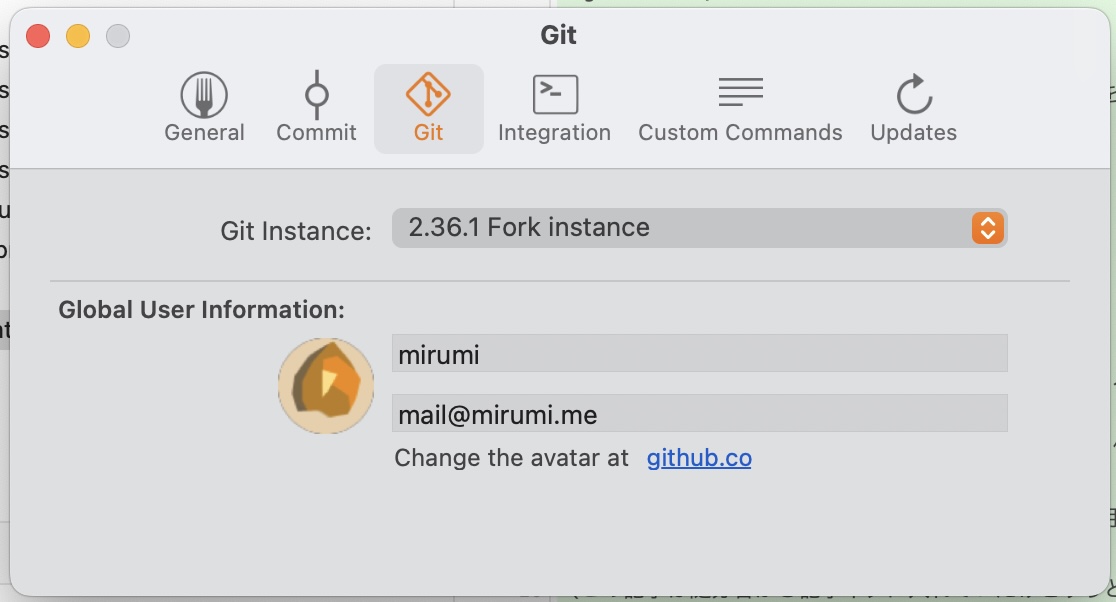 Git
General Commit Git Integration Custom Commands Updates
Git Instance: 2.36.1 Fork instance
Global User Information:
mirumi
mail@mirumi.me
Change the avatar at github.co